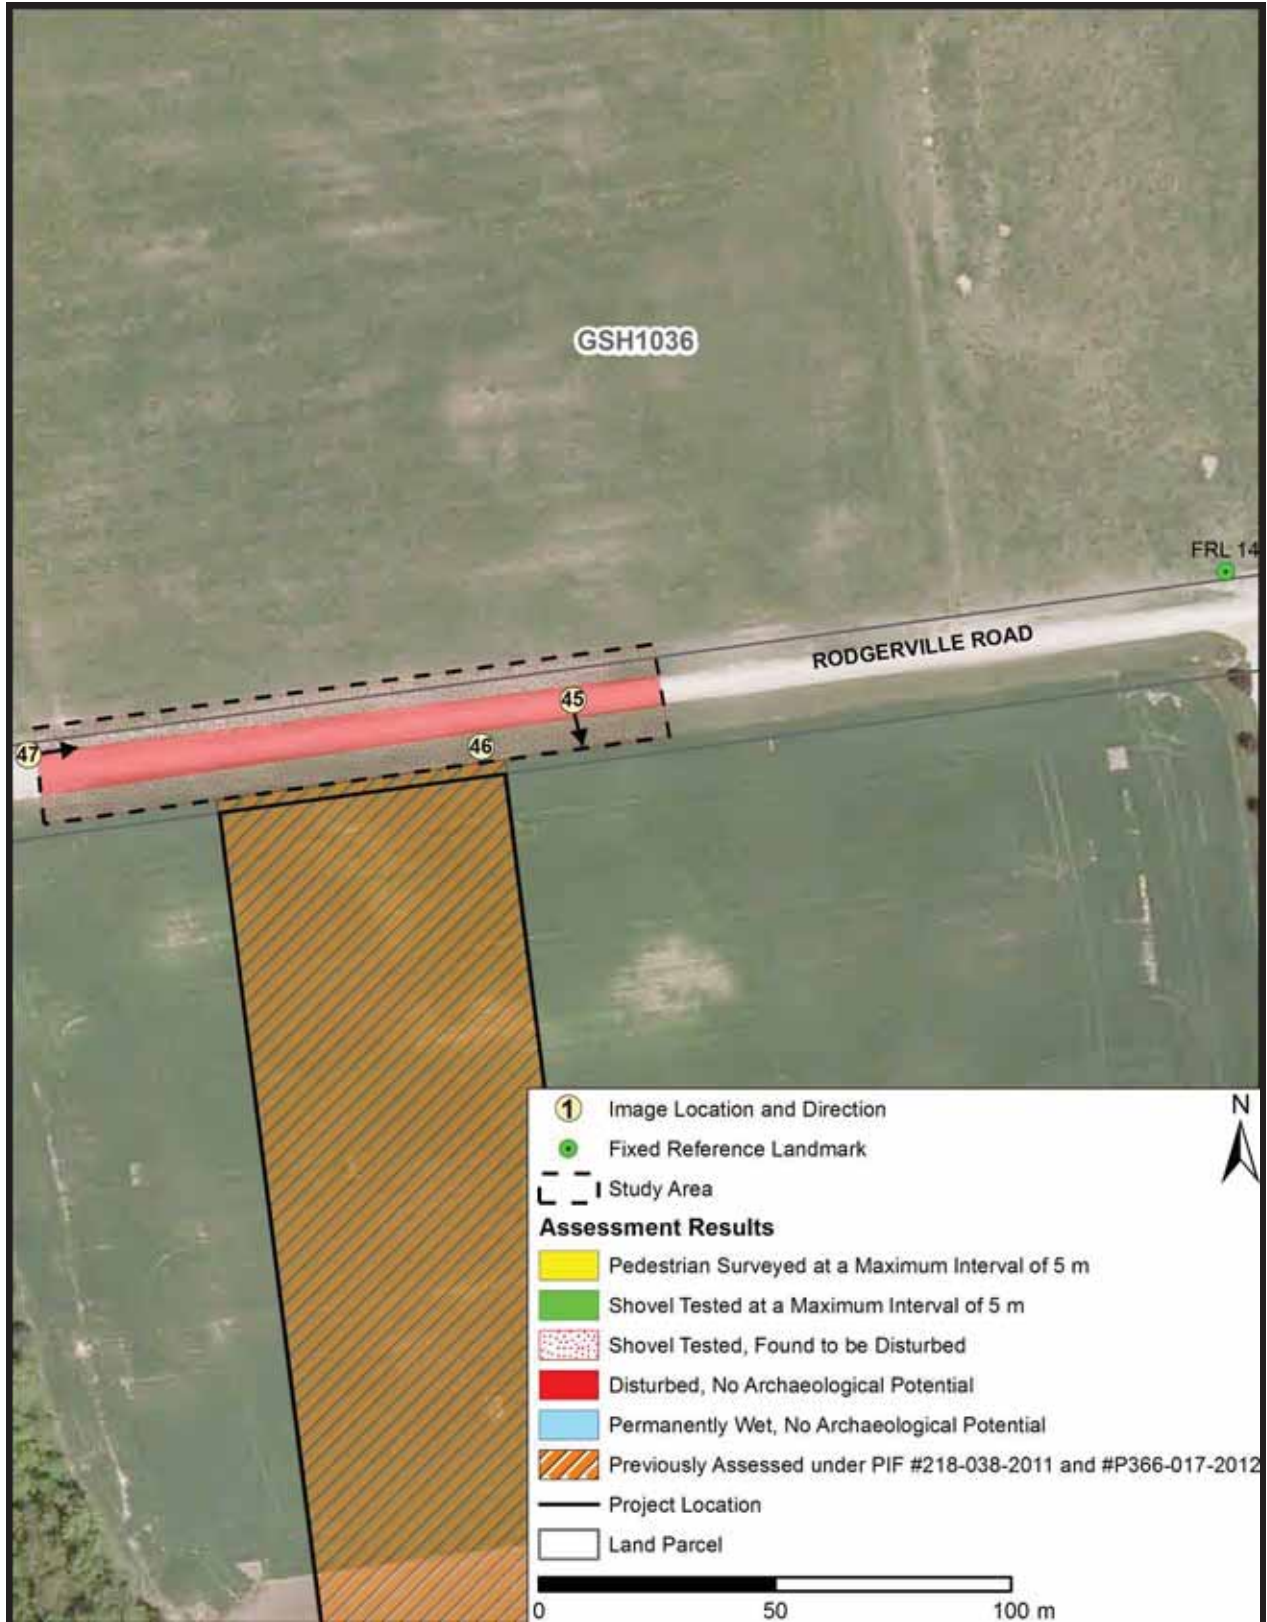 GSH1036
FRL 14
RODGERVILLE ROAD
45
47
46
1 Image Location and Direction
N
Fixed Reference Landmark
Study Area
Assessment Results
Pedestrian Surveyed at a Maximum Interval of 5 m
Shovel Tested at a Maximum Interval of 5 m
Shovel Tested, Found to be Disturbed
Disturbed, No Archaeological Potential
Permanently Wet, No Archaeological Potential
Previously Assessed under PIF #218-038-2011 and #P366-017-2012
Project Location
Land Parcel
0 50 100 m